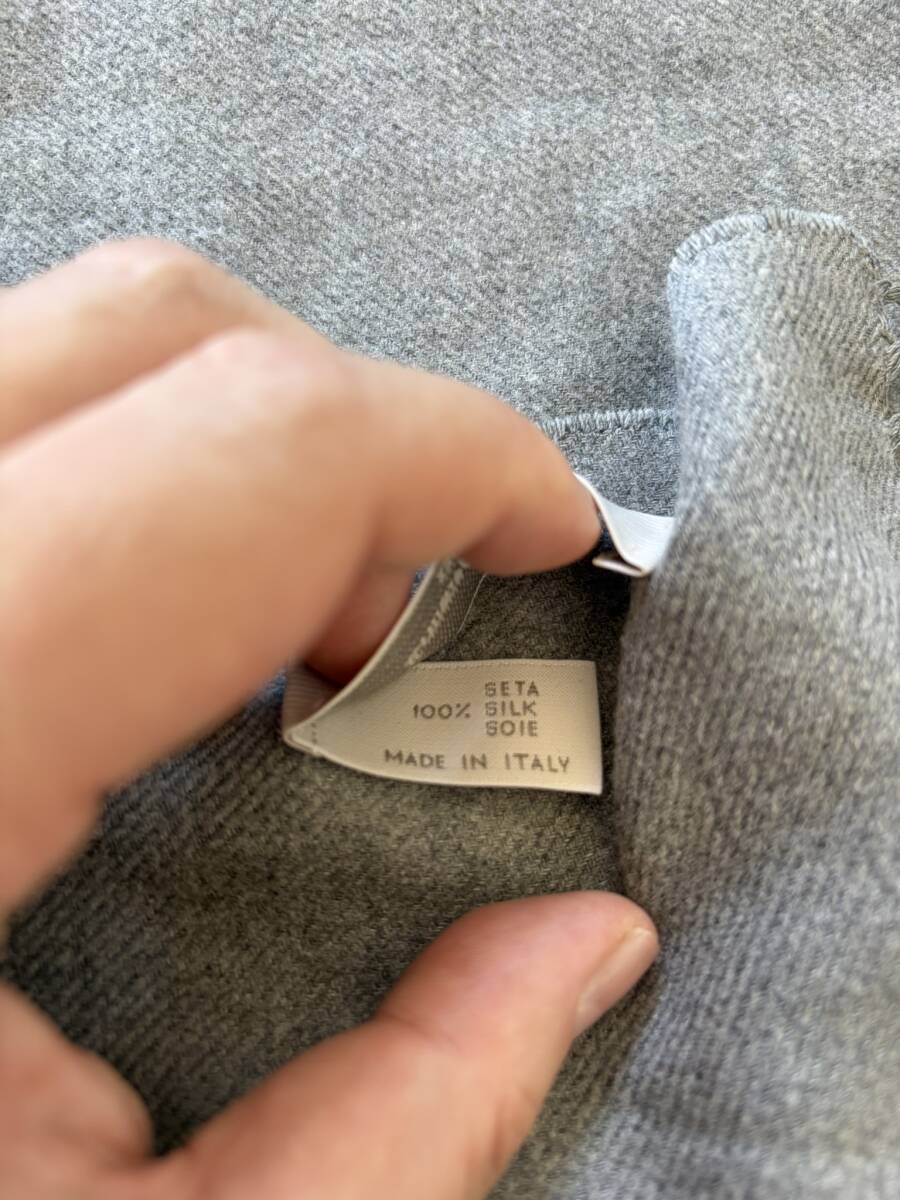 SETA
100% SILK
SOIE
MADE IN ITALY